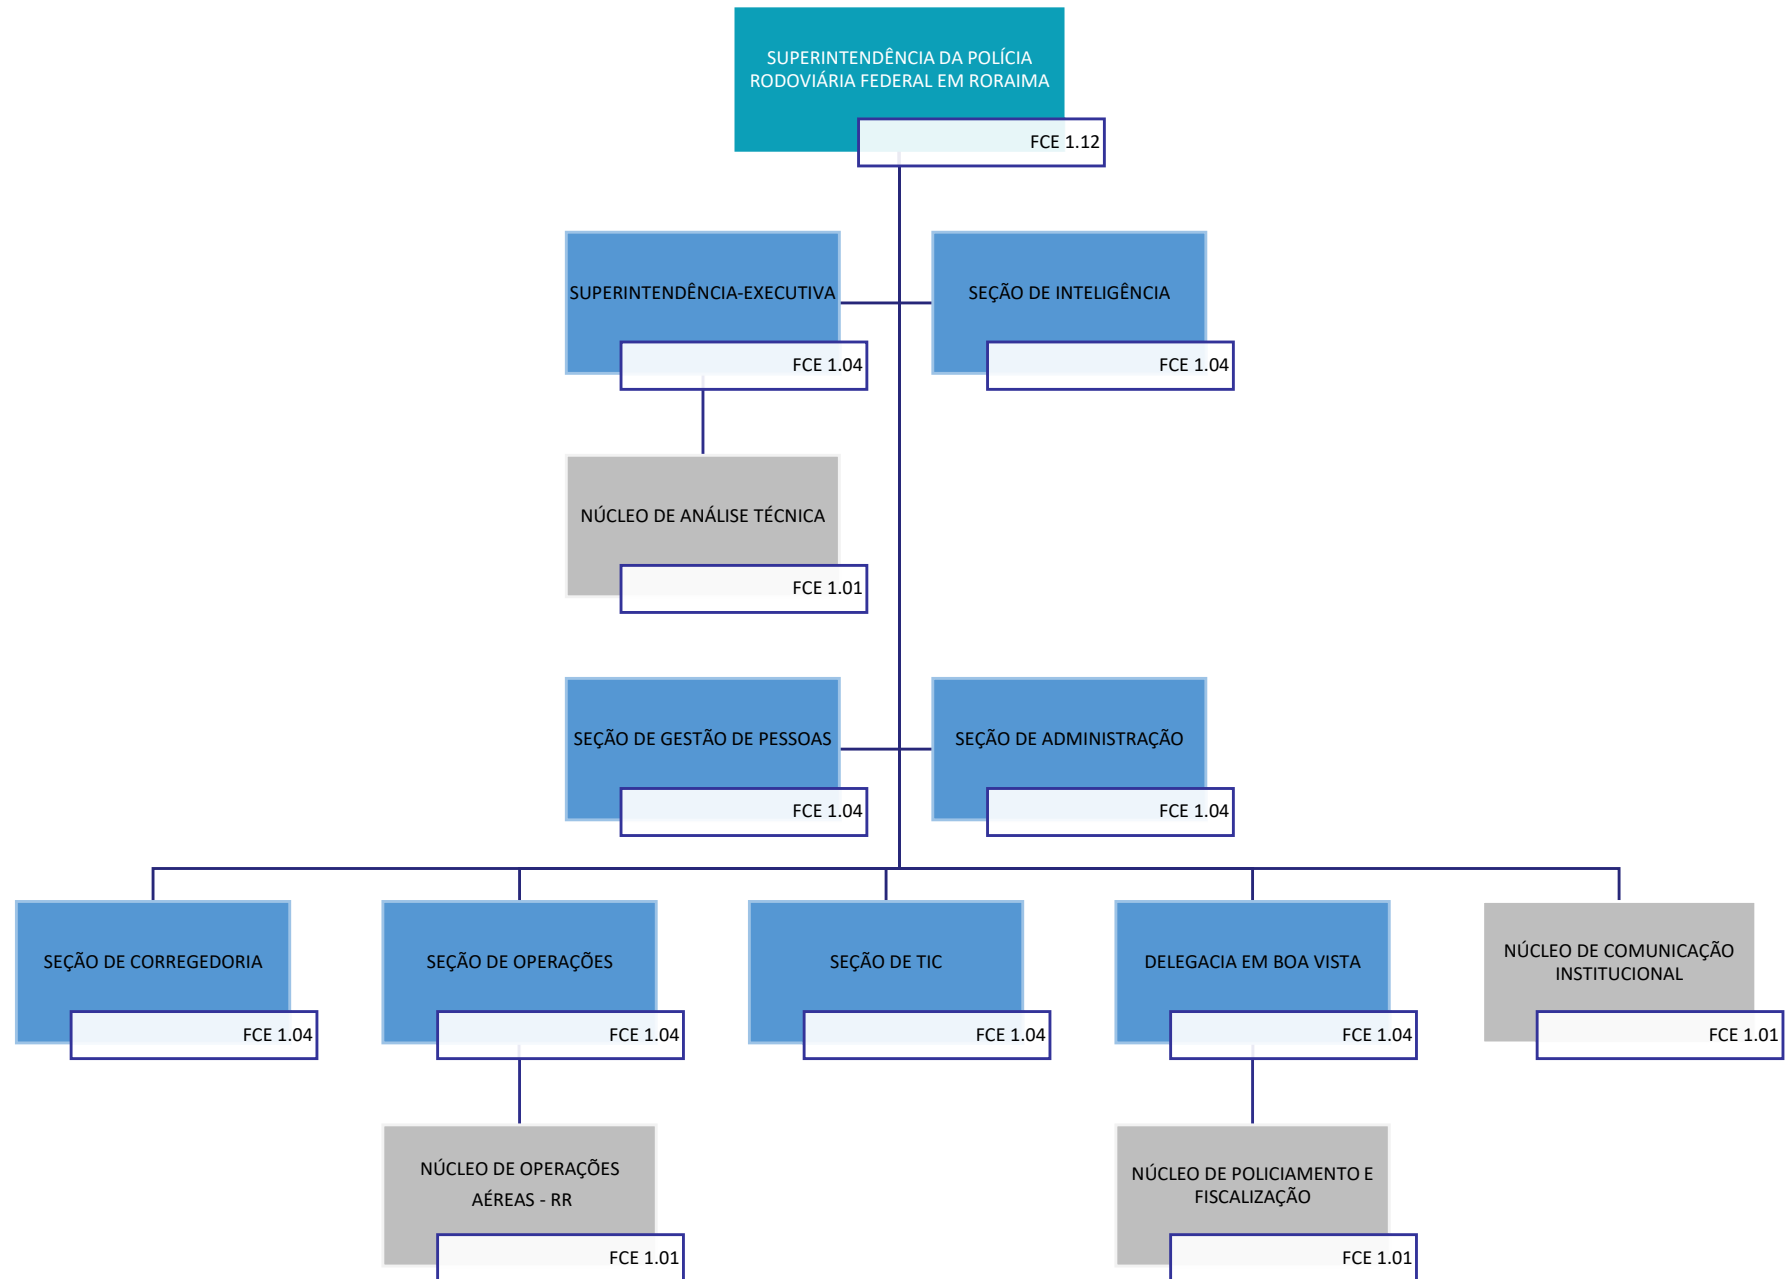 SUPERINTENDÊNCIA DA POLÍCIA
RODOVIÁRIA FEDERAL EM RORAIMA
FCE 1.12
SUPERINTENDÊNCIA-EXECUTIVA
FCE 1.04
SEÇÃO DE INTELIGÊNCIA
FCE 1.04
NÚCLEO DE ANÁLISE TÉCNICA
FCE 1.01
SEÇÃO DE GESTÃO DE PESSOAS
FCE 1.04
SEÇÃO DE ADMINISTRAÇÃO
FCE 1.04
SEÇÃO DE CORREGEDORIA
FCE 1.04
SEÇÃO DE OPERAÇÕES
FCE 1.04
SEÇÃO DE TIC
FCE 1.04
DELEGACIA EM BOA VISTA
FCE 1.04
NÚCLEO DE COMUNICAÇÃO
INSTITUCIONAL
FCE 1.01
NÚCLEO DE OPERAÇÕES
AÉREAS - RR
FCE 1.01
NÚCLEO DE POLICIAMENTO E
FISCALIZAÇÃO
FCE 1.01